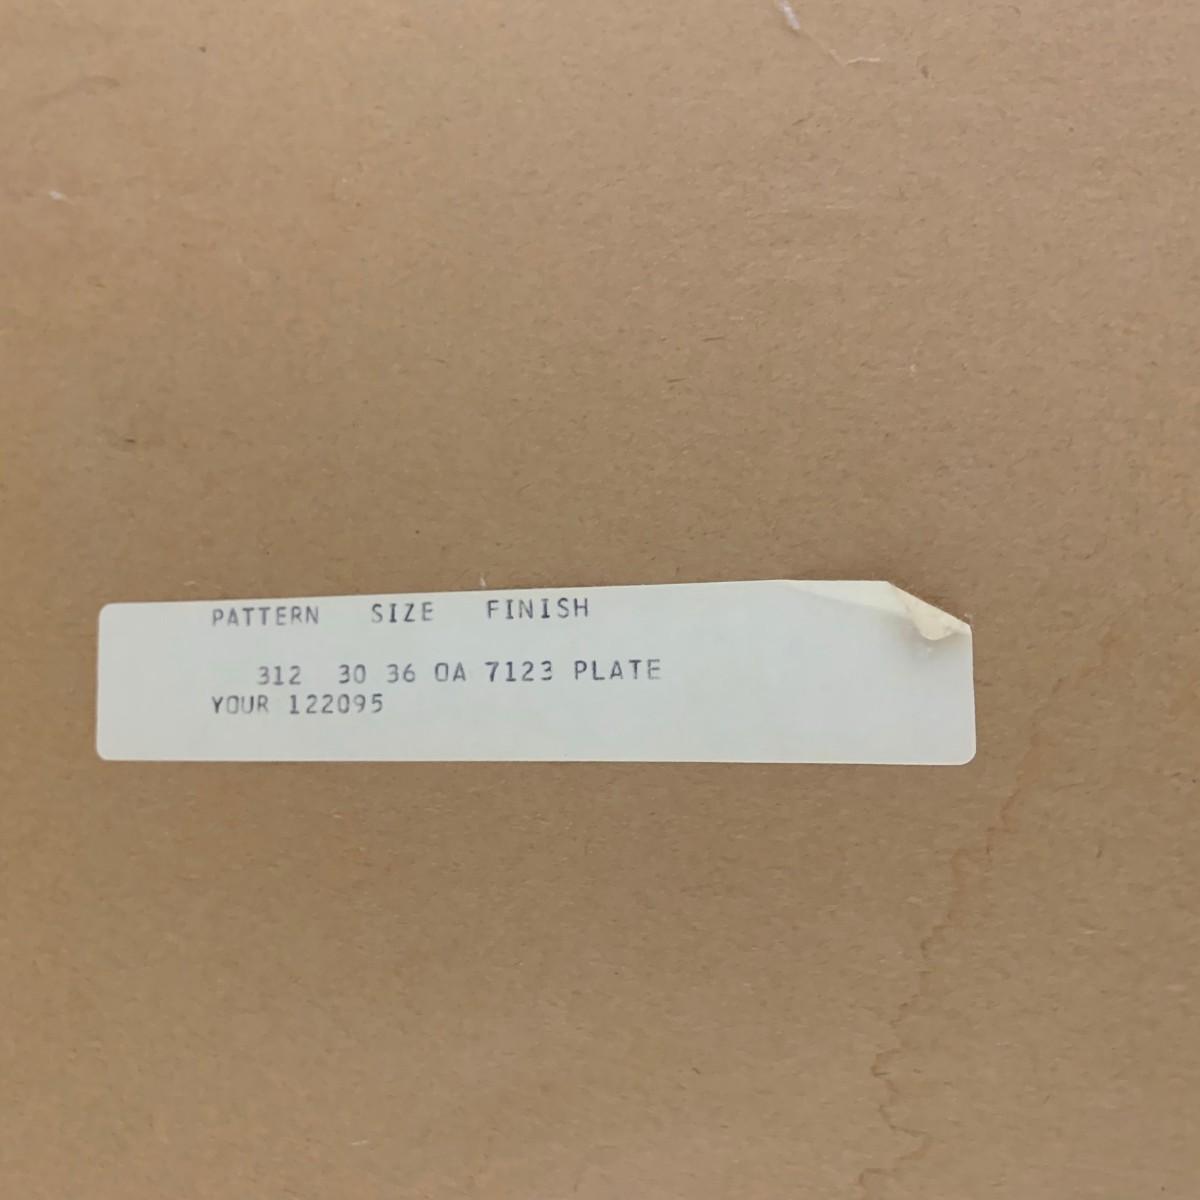 PATTERN SIZE FINISH
312 30 36 OA 7123 PLATE
YOUR 122095